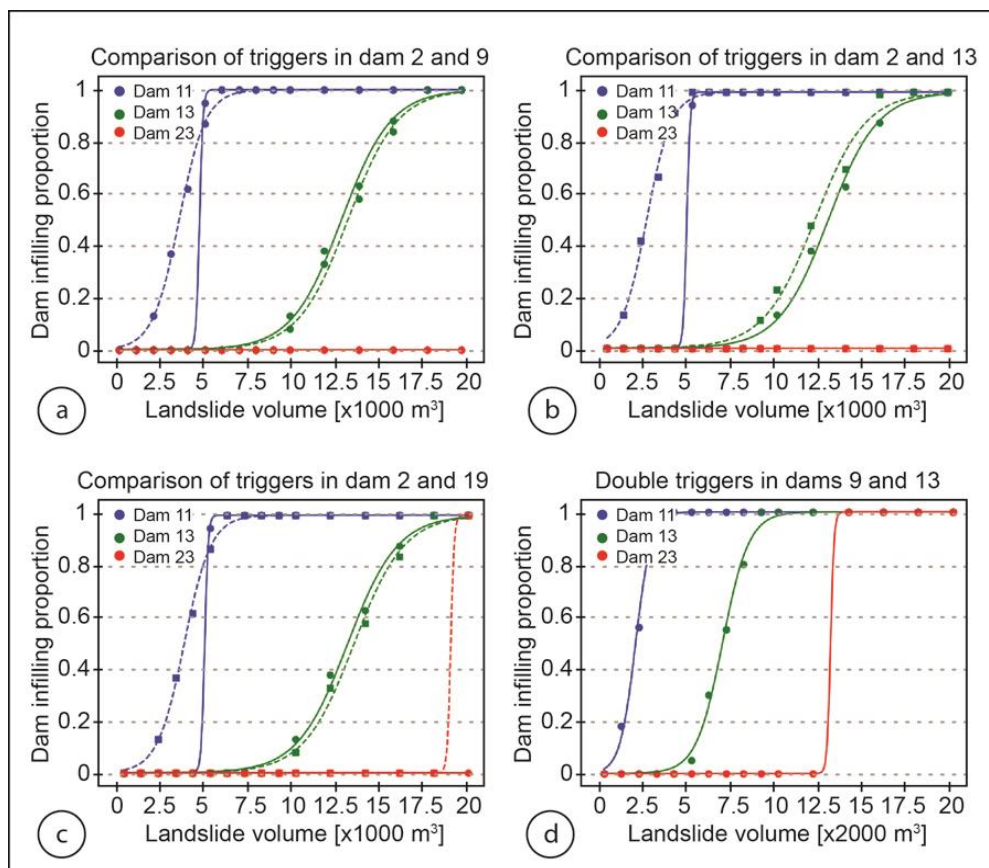 Comparison of triggers in dam 2 and 9
Dam infilling proportion
1
0.8
0.6
0.4
0.2
0
Dam 11
Dam 13
Dam 23
0 2.5 5 7.5 10 12.5 15 17.5 20
Landslide volume [x1000 m³]
a
Comparison of triggers in dam 2 and 13
Dam infilling proportion
1
0.8
0.6
0.4
0.2
0
Dam 11
Dam 13
Dam 23
0 2.5 5 7.5 10 12.5 15 17.5 20
Landslide volume [x1000 m³]
b
Comparison of triggers in dam 2 and 19
Dam infilling proportion
1
0.8
0.6
0.4
0.2
0
Dam 11
Dam 13
Dam 23
0 2.5 5 7.5 10 12.5 15 17.5 20
Landslide volume [x1000 m³]
c
Double triggers in dams 9 and 13
Dam infilling proportion
1
0.8
0.6
0.4
0.2
0
Dam 11
Dam 13
Dam 23
0 2.5 5 7.5 10 12.5 15 17.5 20
Landslide volume [x2000 m³]
d